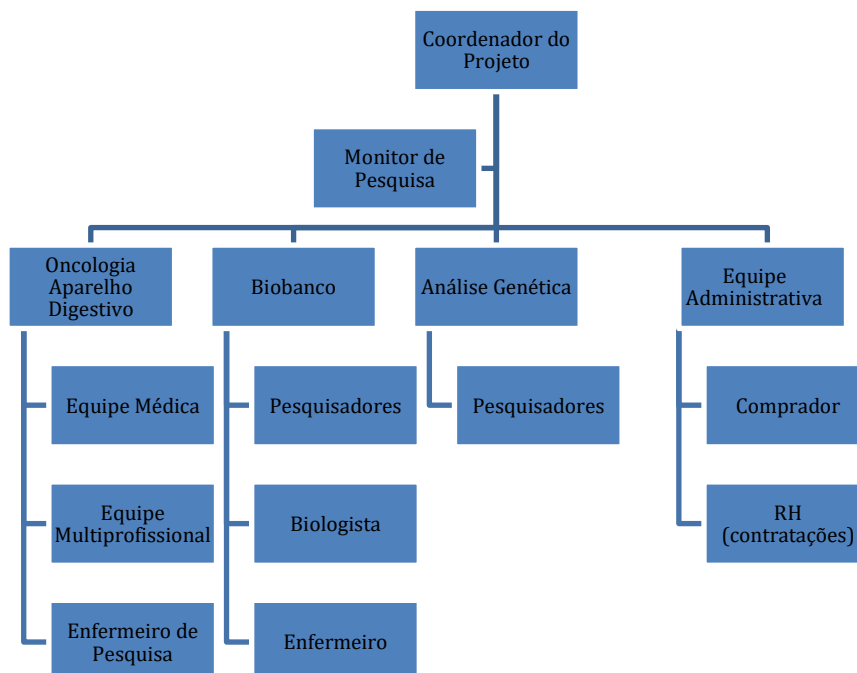 Coordenador do
Projeto
Monitor de
Pesquisa
Oncologia
Aparelho
Digestivo
Biobanco
Análise Genética
Equipe
Administrativa
Equipe Médica
Pesquisadores
Pesquisadores
Comprador
Equipe
Multiprofissional
Biologista
RH
(contratações)
Enfermeiro de
Pesquisa
Enfermeiro